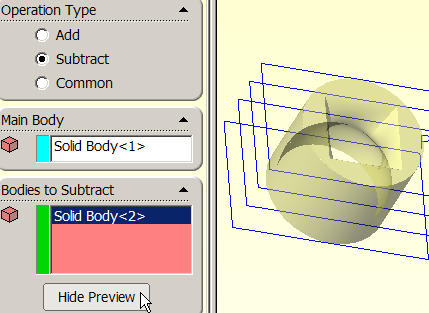 Operation Type
Add
Subtract
Common
Main Body
Solid Body<1>
Bodies to Subtract
Solid Body<2>
Hide Preview